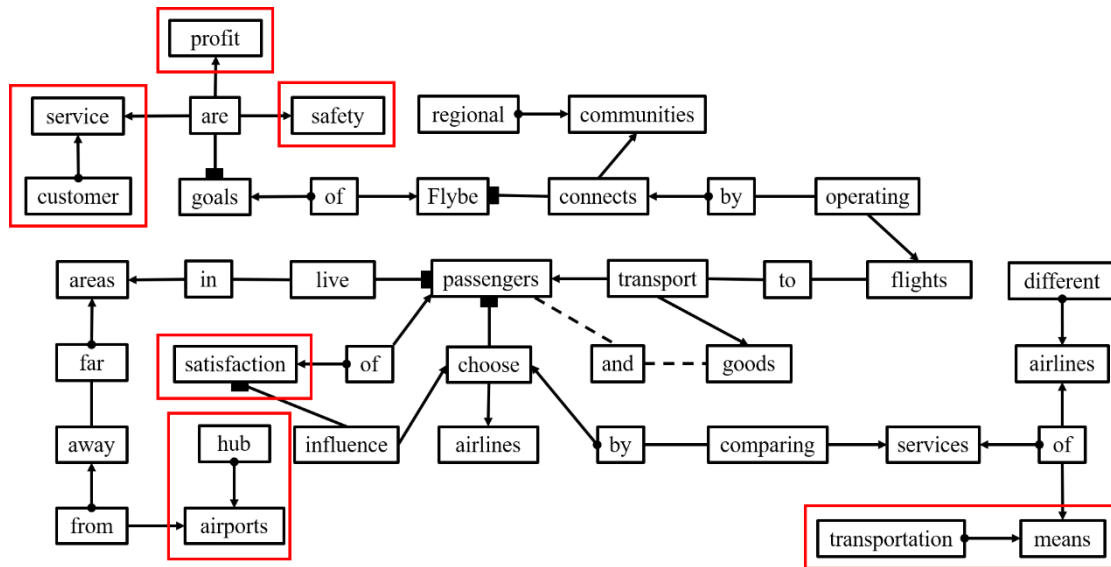 profit
service are safety regional communities
customer goals of Flybe connects by operating
areas in live passengers transport to flights different
far satisfaction of choose and goods airlines
away hub influence airlines by comparing services of
from airports transportation means